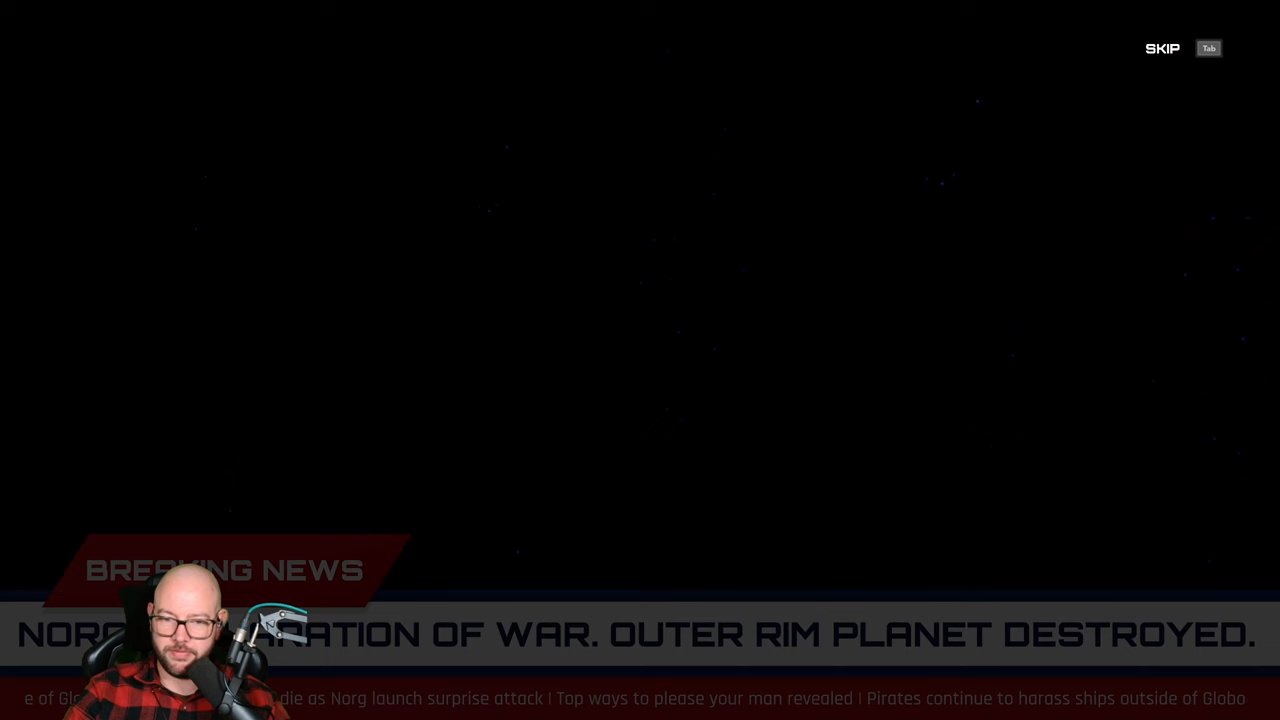 SKIP Tab
BREAKING NEWS
NORG RATION OF WAR. OUTER RIM PLANET DESTROYED.
e of Glo die as Norg launch surprise attack | Top ways to please your man revealed | Pirates continue to harass ships outside of Globo